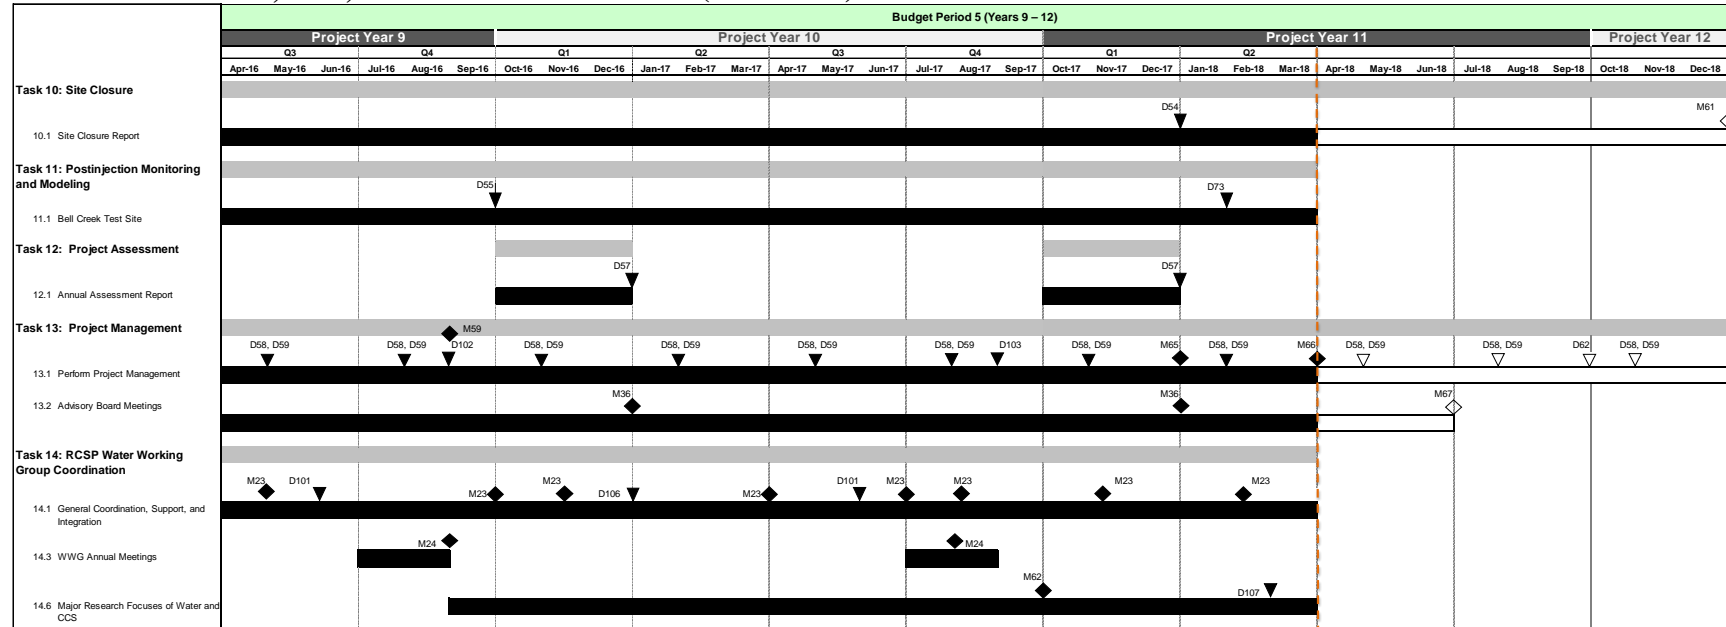 Budget Period 5 (Years 9 – 12)
Project Year 9 Project Year 10 Project Year 11 Project Year 12
Q3 Q4 Q1 Q2 Q3 Q4 Q1 Q2
Apr-16 May-16 Jun-16 Jul-16 Aug-16 Sep-16 Oct-16 Nov-16 Dec-16 Jan-17 Feb-17 Mar-17 Apr-17 May-17 Jun-17 Jul-17 Aug-17 Sep-17 Oct-17 Nov-17 Dec-17 Jan-18 Feb-18 Mar-18 Apr-18 May-18 Jun-18 Jul-18 Aug-18 Sep-18 Oct-18 Nov-18 Dec-18
Task 10: Site Closure
D54 M61
10.1 Site Closure Report
Task 11: Postinjection Monitoring
and Modeling
D55 D73
11.1 Bell Creek Test Site
Task 12: Project Assessment
D57 D57
12.1 Annual Assessment Report
Task 13: Project Management
M59
D58, D59 D58, D59 D102 D58, D59 D58, D59 D58, D59 D58, D59 D103 D58, D59 M65 D58, D59 M66 D58, D59 D58, D59 D62 D58, D59
13.1 Perform Project Management
M36 M36 M67
13.2 Advisory Board Meetings
Task 14: RCSP Water Working
Group Coordination
M23 D101 M23 M23 D106 M23 D101 M23 M23 M23 M23
14.1 General Coordination, Support, and
Integration
M24 M24
14.3 WWG Annual Meetings
M62 D107
14.6 Major Research Focuses of Water and
CCS